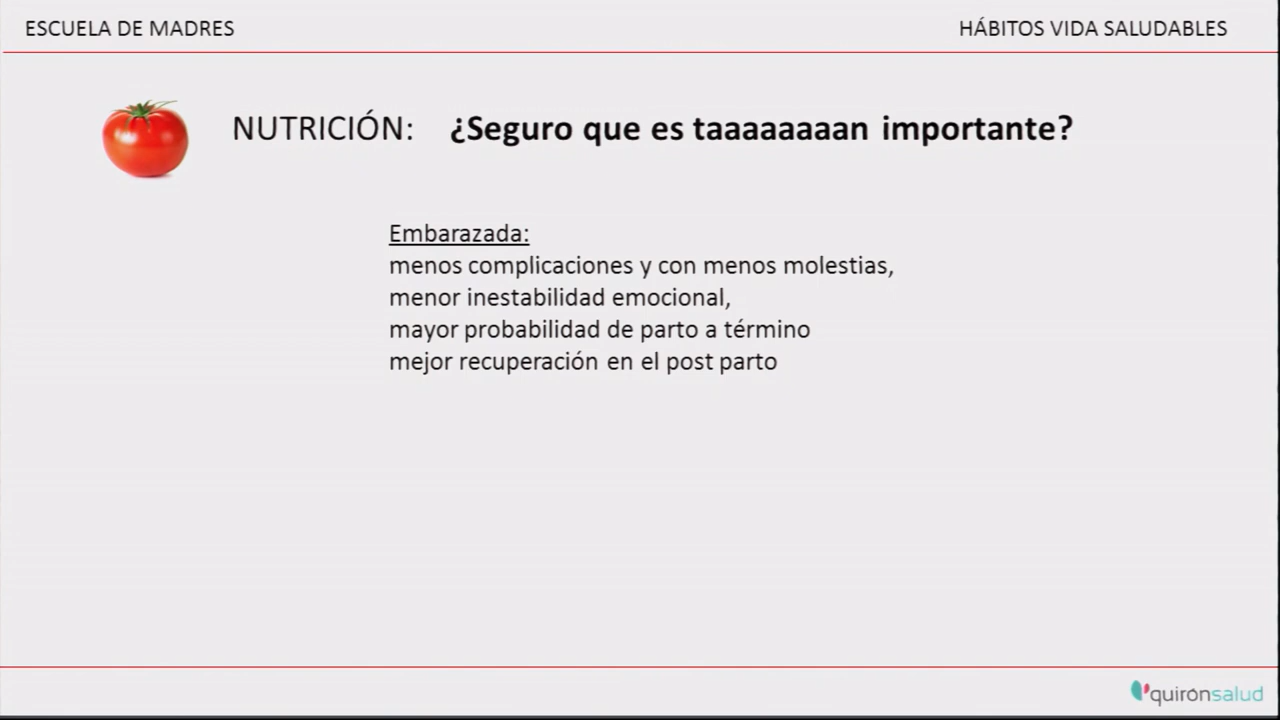 ESCUELA DE MADRES
HÁBITOS VIDA SALUDABLES
NUTRICIÓN: ¿Seguro que es taaaaaaaan importante?
Embarazada:
menos complicaciones y con menos molestias,
menor inestabilidad emocional,
mayor probabilidad de parto a término
mejor recuperación en el post parto
quirónsalud